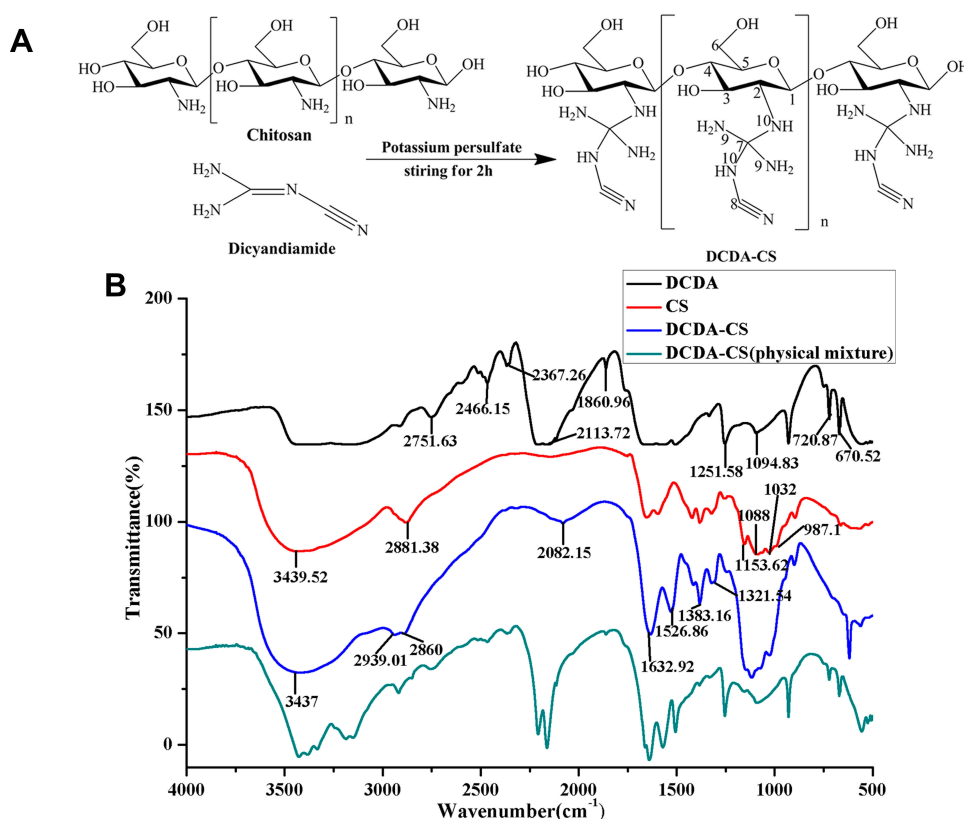 A
OH
OH
OH
HO
HO
NH₂
O
O
HO
NH₂
O
O
HO
NH₂
O
OH
n
Chitosan
NH₂
NH₂
N
N
Dicyandiamide
Potassium persulfate
stiring for 2h
OH
6
OH
OH
HO
HO
O
O
4
5
O
O
O
OH
HO
3
2
1
HO
NH
10
NH
NH
H₂N
H₂N
9
7
H₂N
NH₂
9
NH₂
NH₂
HN
10
HN
HN
N
8
N
N
n
DCDA-CS
B
DCDA
CS
DCDA-CS
DCDA-CS(physical mixture)
200
150
100
50
0
Transmittance(%)
2751.63
2466.15
2367.26
2113.72
1860.96
1251.58
1094.83
720.87
670.52
3439.52
2881.38
1153.62
1088
1032
987.1
3437
2939.01
2860
2082.15
1632.92
1526.86
1383.16
1321.54
4000
3500
3000
2500
2000
1500
1000
500
Wavenumber(cm⁻¹)